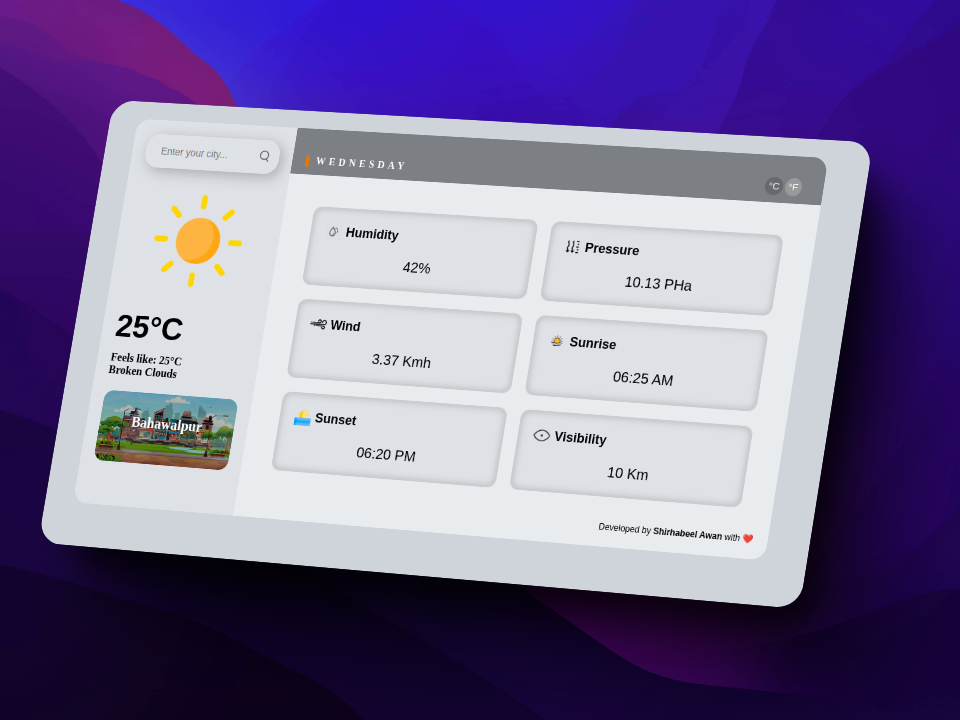 Enter your city...
WEDNESDAY
°C °F
25°C
Feels like: 25°C
Broken Clouds
Bahawalpur
Humidity
42%
Pressure
10.13 PHa
Wind
3.37 Kmh
Sunrise
06:25 AM
Sunset
06:20 PM
Visibility
10 Km
Developed by Shirhabeel Awan with ❤️